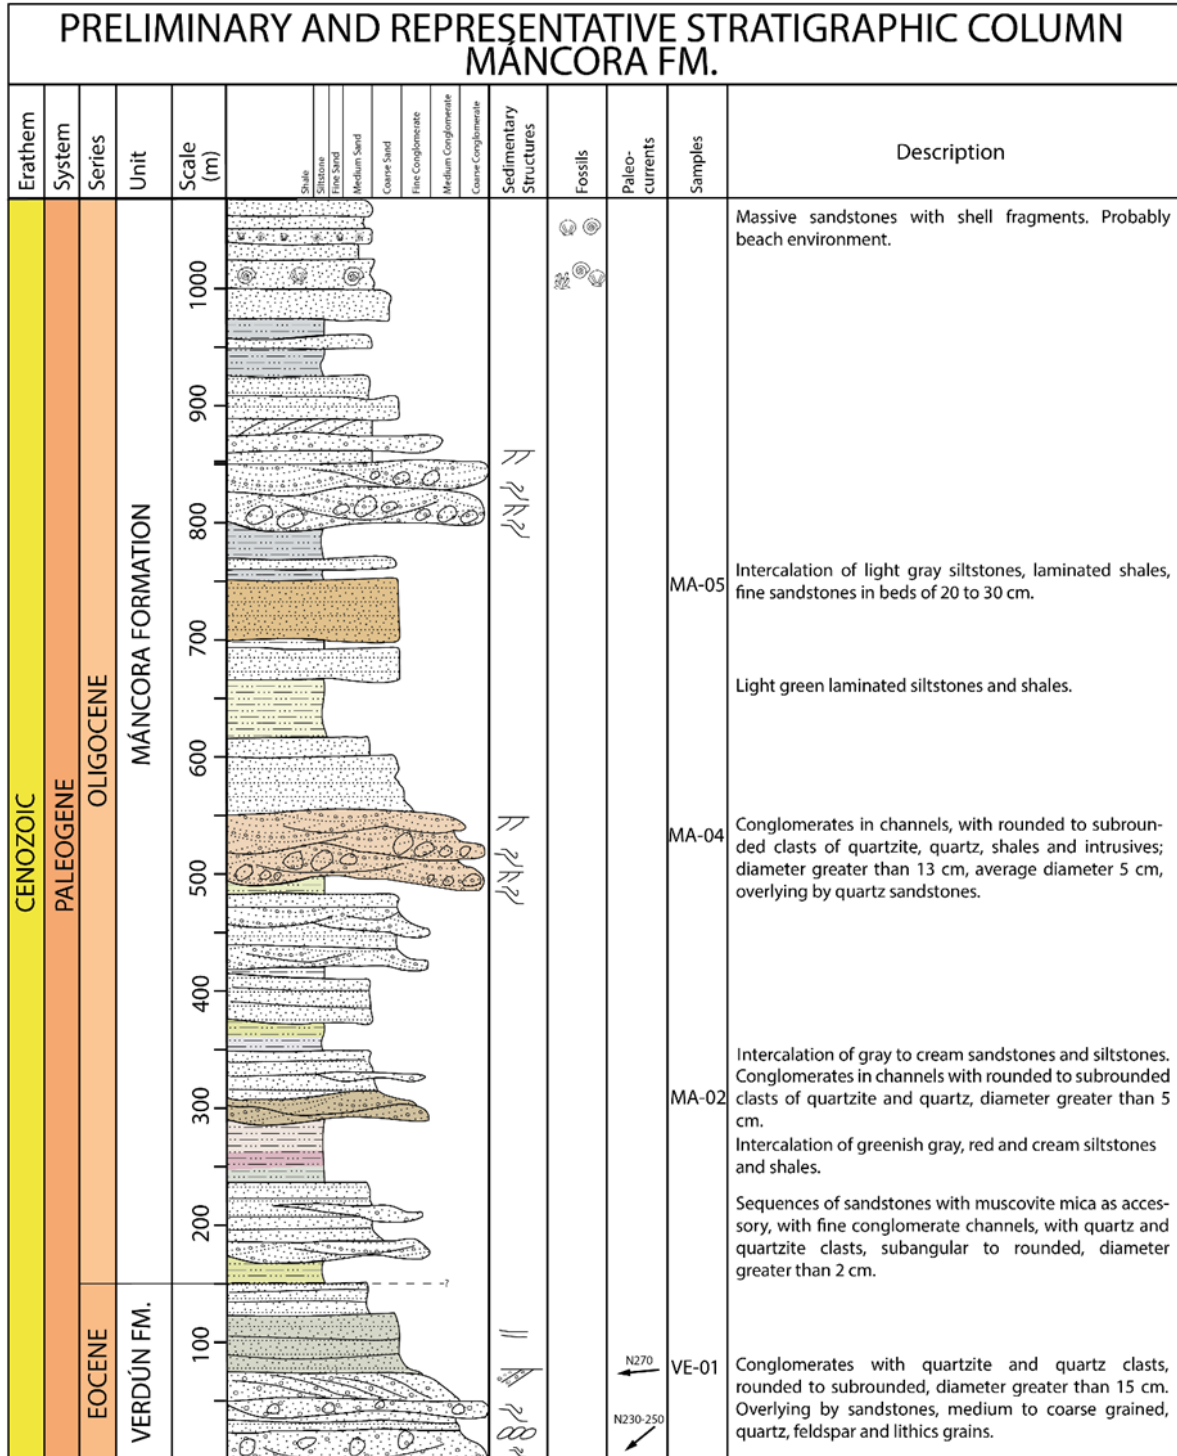 PRELIMINARY AND REPRESENTATIVE STRATIGRAPHIC COLUMN
MÁNCORA FM.
Erathem
System
Series
Unit
Scale
(m)
Shale
Siltstone
Fine Sand
Medium Sand
Coarse Sand
Fine Conglomerate
Medium Conglomerate
Coarse Conglomerate
Sedimentary
Structures
Fossils
Paleo-
currents
Samples
Description
CENOZOIC
PALEOGENE
OLIGOCENE
EOCENE
MÁNCORA FORMATION
VERDÚN FM.
1000
900
800
700
600
500
400
300
200
100
?
N270
N230-250
MA-05
MA-04
MA-02
VE-01
Massive sandstones with shell fragments. Probably
beach environment.
Intercalation of light gray siltstones, laminated shales,
fine sandstones in beds of 20 to 30 cm.
Light green laminated siltstones and shales.
Conglomerates in channels, with rounded to subroun-
ded clasts of quartzite, quartz, shales and intrusives;
diameter greater than 13 cm, average diameter 5 cm,
overlying by quartz sandstones.
Intercalation of gray to cream sandstones and siltstones.
Conglomerates in channels with rounded to subrounded
clasts of quartzite and quartz, diameter greater than 5
cm.
Intercalation of greenish gray, red and cream siltstones
and shales.
Sequences of sandstones with muscovite mica as acces-
sory, with fine conglomerate channels, with quartz and
quartzite clasts, subangular to rounded, diameter
greater than 2 cm.
Conglomerates with quartzite and quartz clasts,
rounded to subrounded, diameter greater than 15 cm.
Overlying by sandstones, medium to coarse grained,
quartz, feldspar and lithics grains.